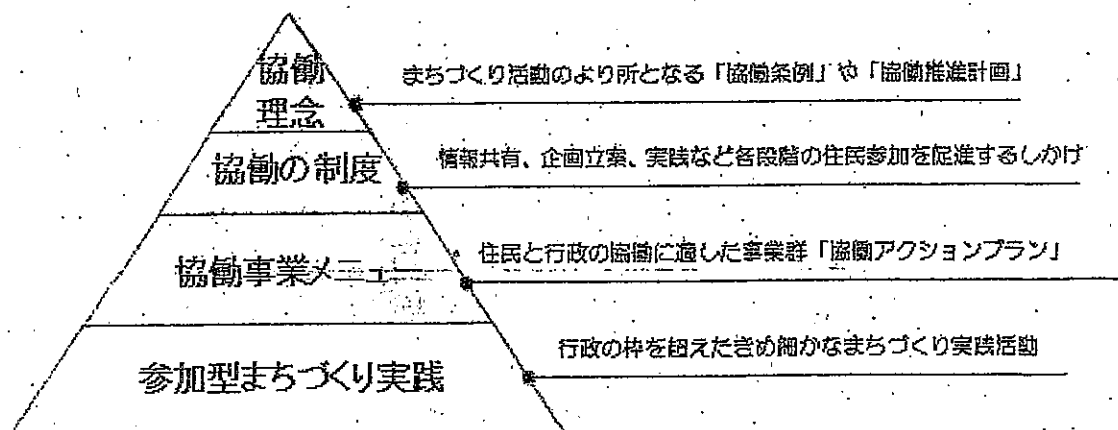 協働
理念
まちづくり活動のより所となる「協働条例」や「協働推進計画」
協働の制度
情報共有、企画立案、実践など各段階の住民参加を促進するしかけ
協働事業メニュー
住民と行政の協働に適した事業群「協働アクションプラン」
参加型まちづくり実践
行政の枠を超えたきめ細かなまちづくり実践活動